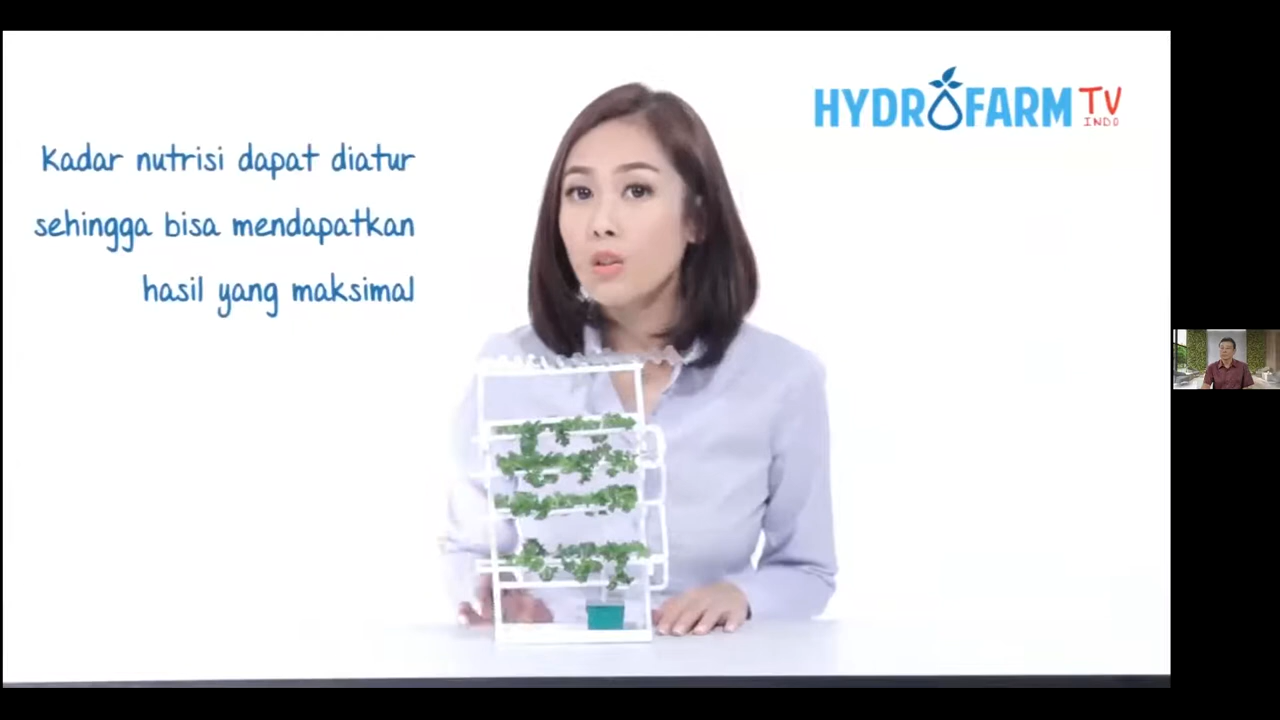 HYDROFARM TV
INDO
Kadar nutrisi dapat diatur
sehingga bisa mendapatkan
hasil yang maksimal